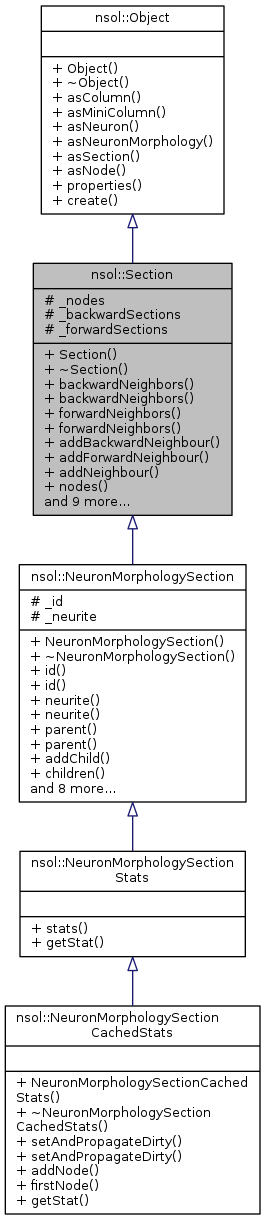 nsol::Object
+ Object()
+ ~Object()
+ asColumn()
+ asMiniColumn()
+ asNeuron()
+ asNeuronMorphology()
+ asSection()
+ asNode()
+ properties()
+ create()
nsol::Section
# _nodes
# _backwardSections
# _forwardSections
+ Section()
+ ~Section()
+ backwardNeighbors()
+ backwardNeighbors()
+ forwardNeighbors()
+ forwardNeighbors()
+ addBackwardNeighbour()
+ addForwardNeighbour()
+ addNeighbour()
+ nodes()
and 9 more...
nsol::NeuronMorphologySection
# _id
# _neurite
+ NeuronMorphologySection()
+ ~NeuronMorphologySection()
+ id()
+ id()
+ neurite()
+ neurite()
+ parent()
+ parent()
+ addChild()
+ children()
and 8 more...
nsol::NeuronMorphologySection
Stats
+ stats()
+ getStat()
nsol::NeuronMorphologySection
CachedStats
+ NeuronMorphologySectionCached
Stats()
+ ~NeuronMorphologySection
CachedStats()
+ setAndPropagateDirty()
+ setAndPropagateDirty()
+ addNode()
+ firstNode()
+ getStat()